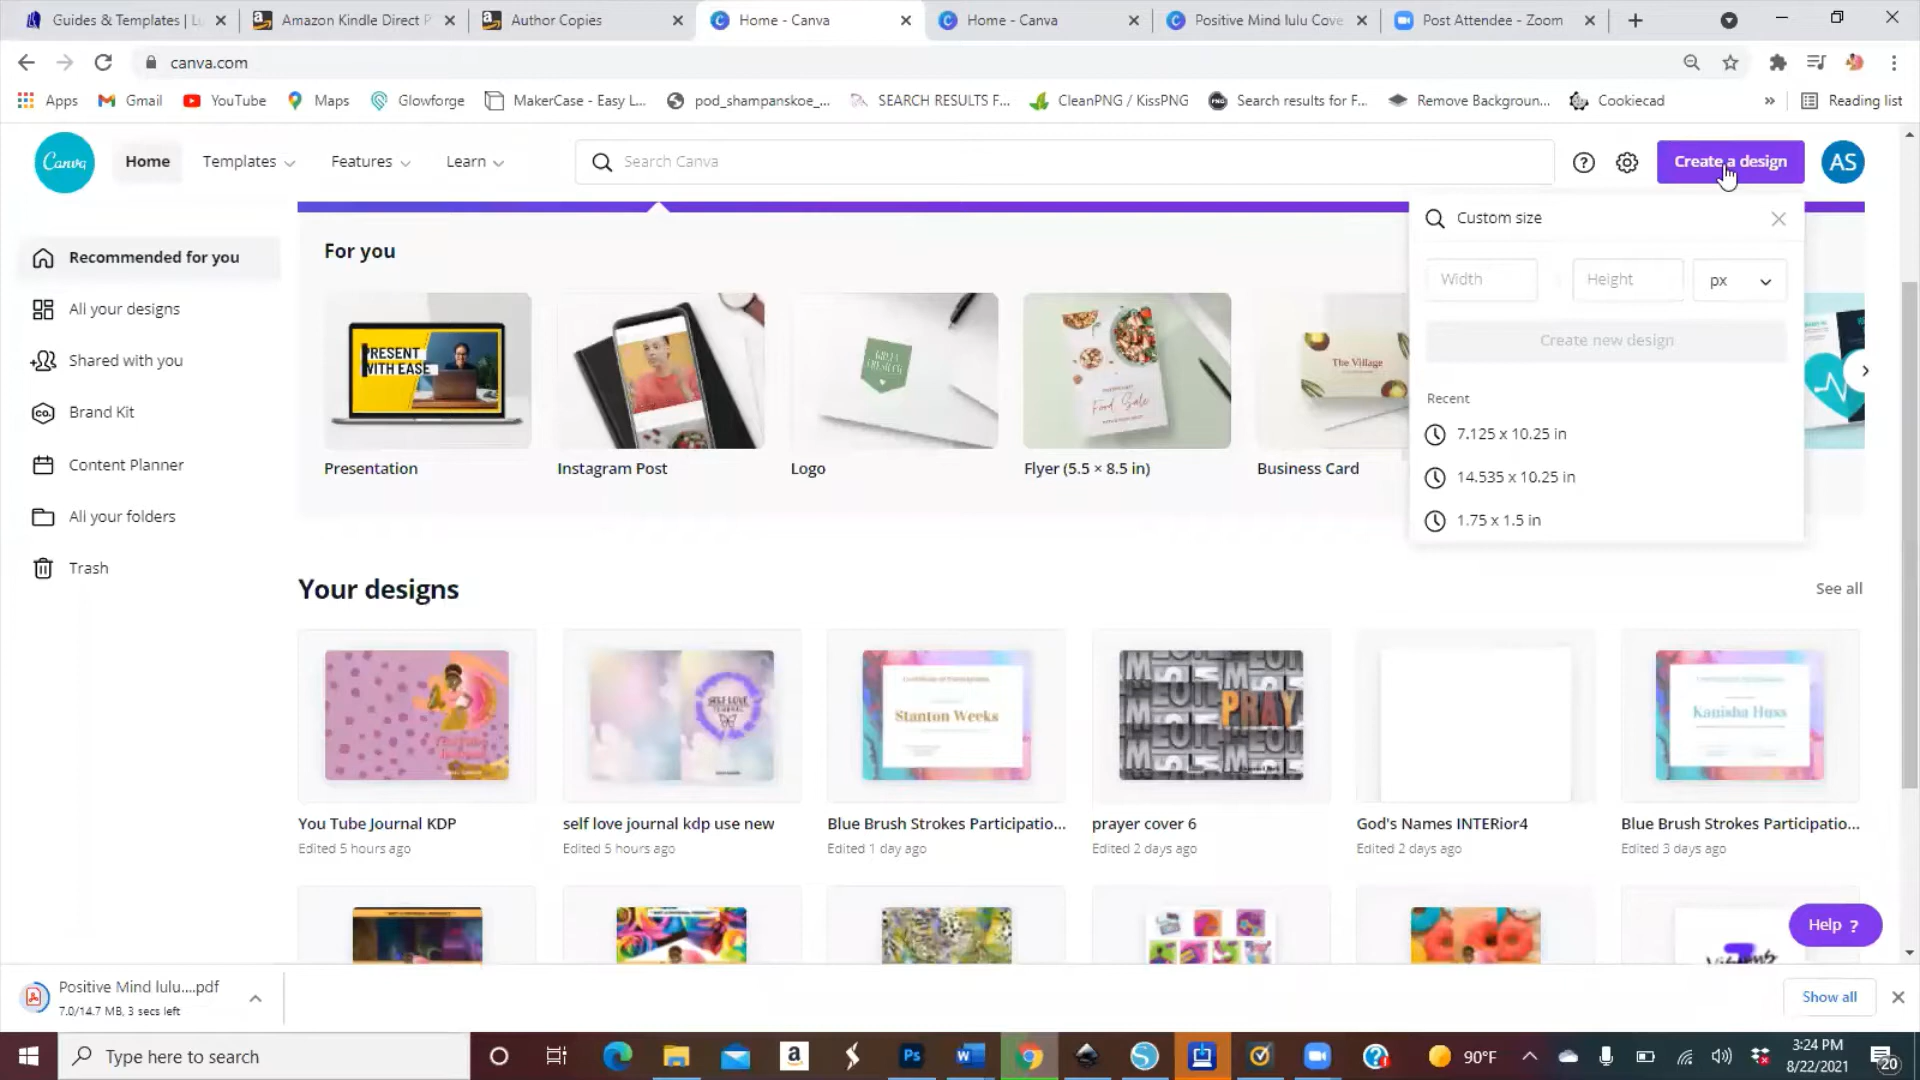 Guides & Templates | L
Amazon Kindle Direct P
Author Copies
Home - Canva
Home - Canva
Positive Mind lulu Cove
Post Attendee - Zoom
canva.com
Apps
Gmail
YouTube
Maps
Glowforge
MakerCase - Easy L...
pod_shampanskoe_...
SEARCH RESULTS F...
CleanPNG / KissPNG
Search results for F...
Remove Backgroun...
Cookiecad
»
Reading list
Canva
Home
Templates
Features
Learn
Search Canva
Create a design
AS
Custom size
Width
Height
px
Create new design
Recent
7.125 x 10.25 in
14.535 x 10.25 in
1.75 x 1.5 in
Recommended for you
All your designs
Shared with you
Brand Kit
Content Planner
All your folders
Trash
For you
PRESENT
WITH EASE
Food Sale
The Village
Presentation
Instagram Post
Logo
Flyer (5.5 × 8.5 in)
Business Card
Your designs
See all
SELF LOVE
JOURNAL
Stanton Weeks
PRAY
Kanisha Huss
You Tube Journal KDP
Edited 5 hours ago
self love journal kdp use new
Edited 5 hours ago
Blue Brush Strokes Participatio...
Edited 1 day ago
prayer cover 6
Edited 2 days ago
God's Names INTERior4
Edited 2 days ago
Blue Brush Strokes Participatio...
Edited 3 days ago
Help ?
Positive Mind lulu....pdf
7.0/14.7 MB, 3 secs left
Show all
Type here to search
90°F
3:24 PM
8/22/2021
20